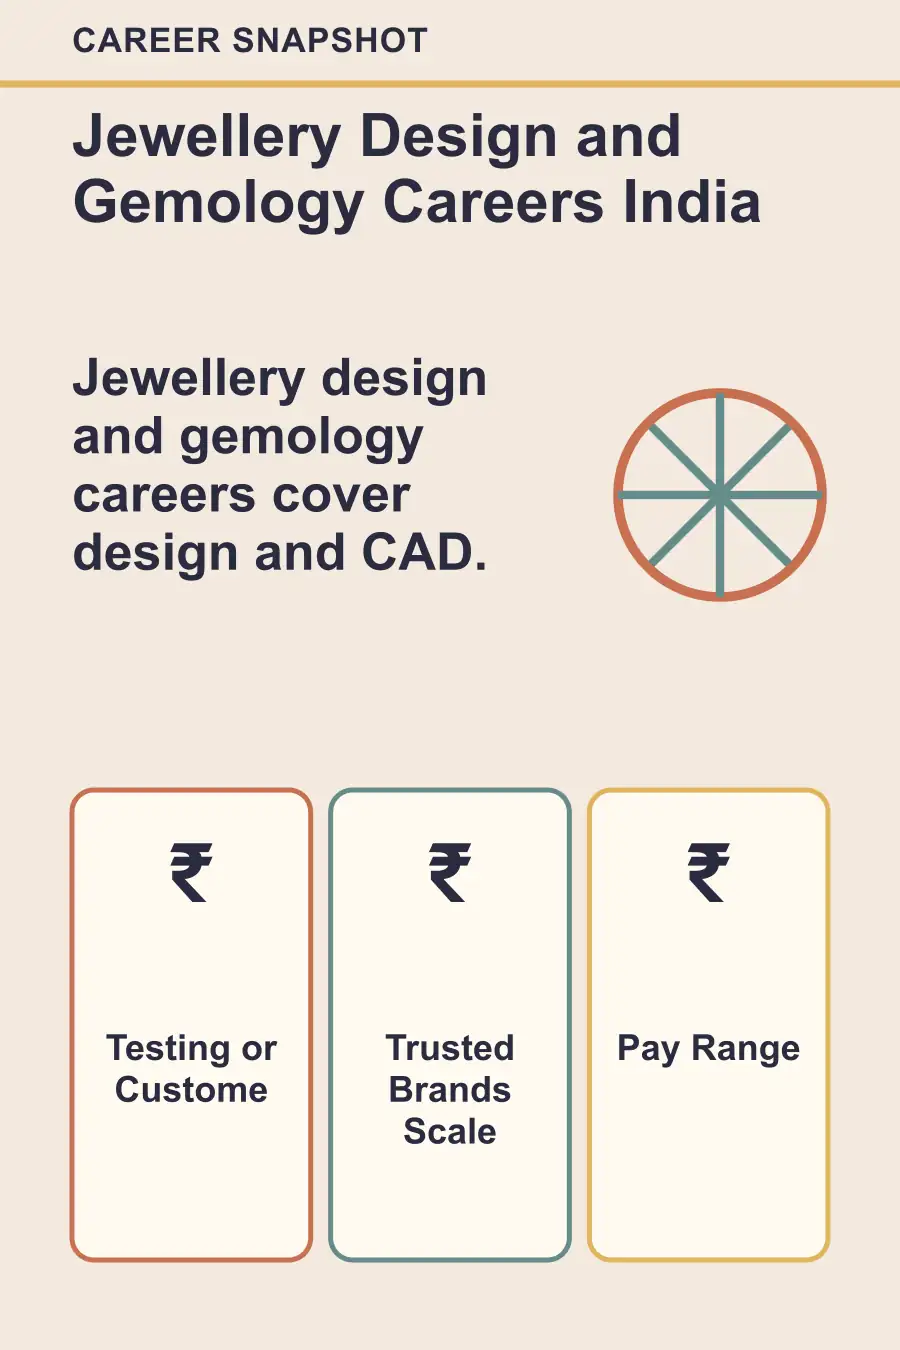 CAREER SNAPSHOT
Jewellery Design and
Gemology Careers India
Jewellery design
and gemology
careers cover
design and CAD.
₹
Testing or
Custome
₹
Trusted
Brands
Scale
₹
Pay Range